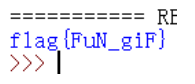 =========== RE
flag{FuN_giF}
>>>